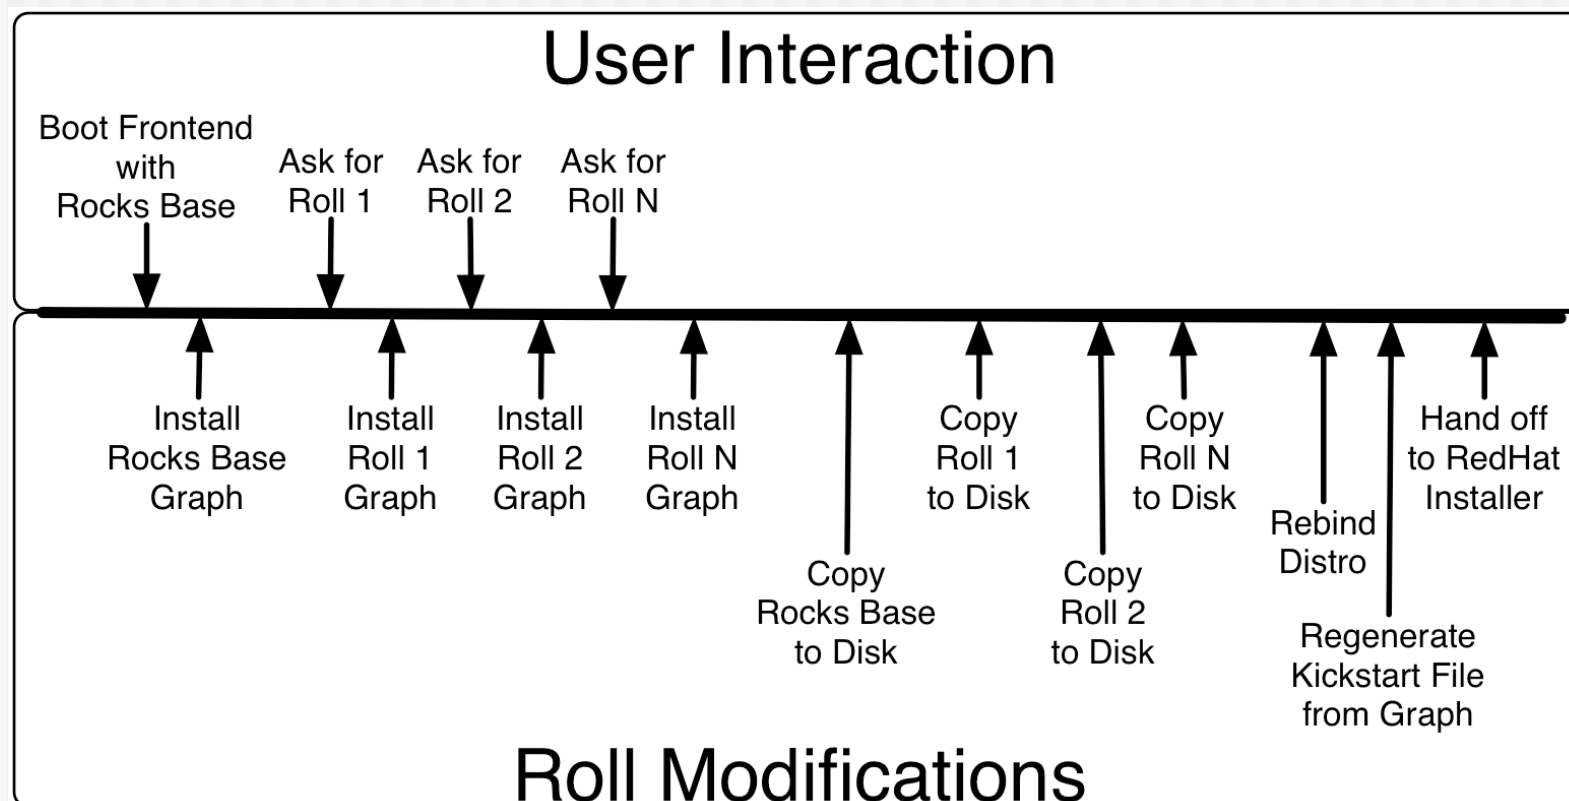 User Interaction
Boot Frontend
with
Rocks Base
Ask for
Roll 1
Ask for
Roll 2
Ask for
Roll N
Install
Rocks Base
Graph
Install
Roll 1
Graph
Install
Roll 2
Graph
Install
Roll N
Graph
Copy
Rocks Base
to Disk
Copy
Roll 1
to Disk
Copy
Roll 2
to Disk
Copy
Roll N
to Disk
Rebind
Distro
Regenerate
Kickstart File
from Graph
Hand off
to RedHat
Installer
Roll Modifications